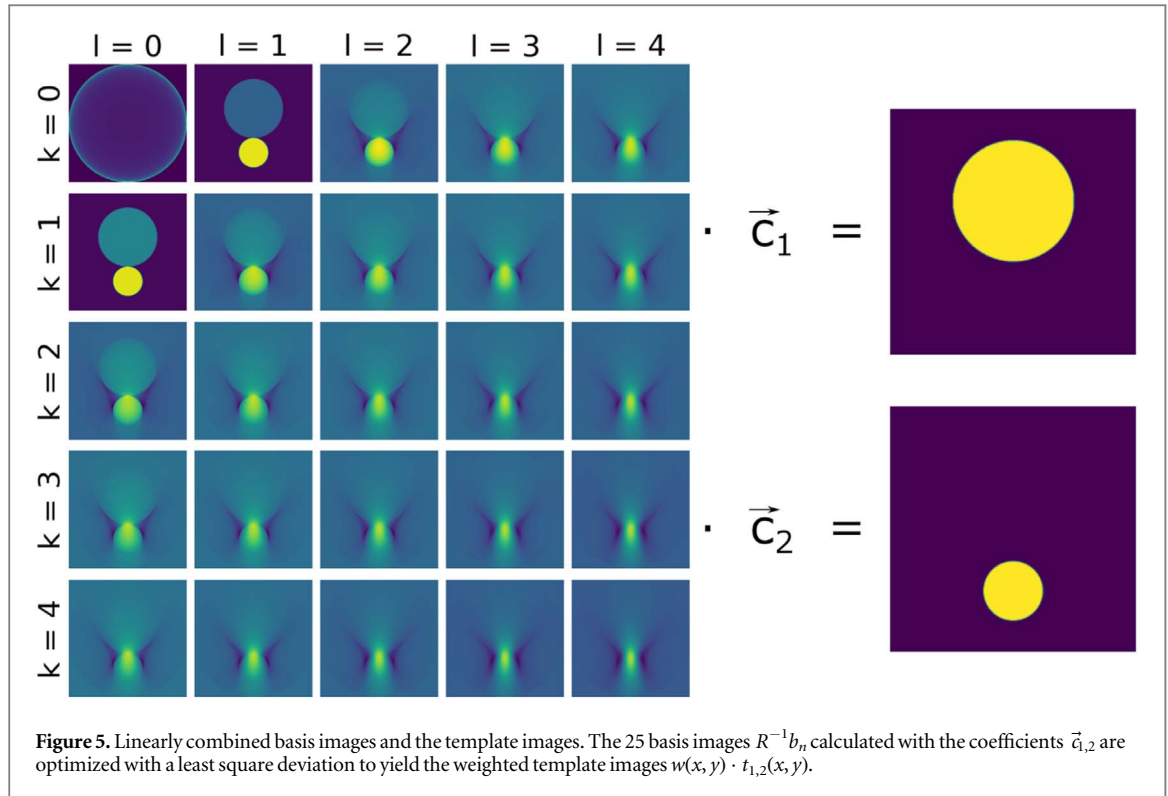 l = 0 l = 1 l = 2 l = 3 l = 4
k = 0
k = 1
k = 2
k = 3
k = 4
· c⃗₁ =
· c⃗₂ =
Figure 5. Linearly combined basis images and the template images. The 25 basis images R⁻¹bₙ calculated with the coefficients c⃗₁,₂ are
optimized with a least square deviation to yield the weighted template images w(x, y) · t₁,₂(x, y).